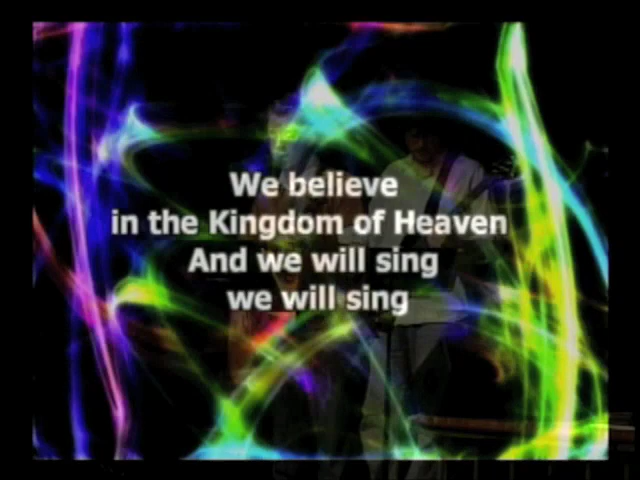 We believe
in the Kingdom of Heaven
And we will sing
we will sing